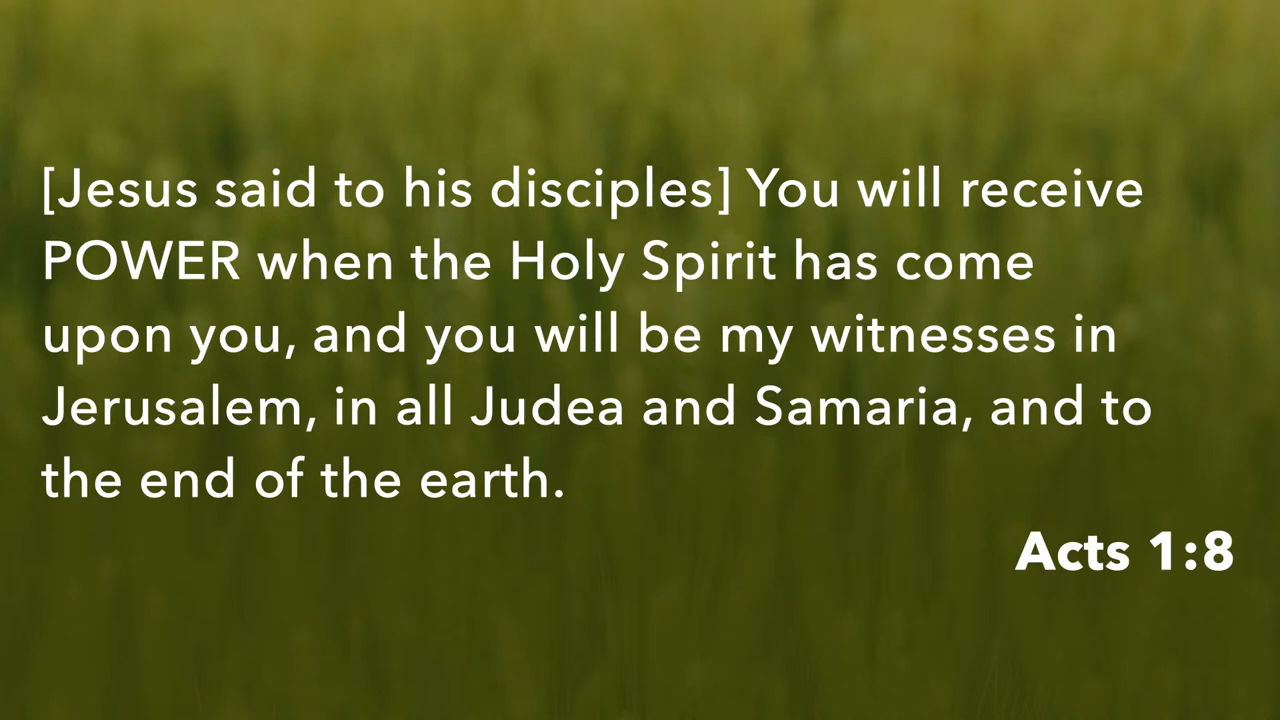 [Jesus said to his disciples] You will receive
POWER when the Holy Spirit has come
upon you, and you will be my witnesses in
Jerusalem, in all Judea and Samaria, and to
the end of the earth.
Acts 1:8